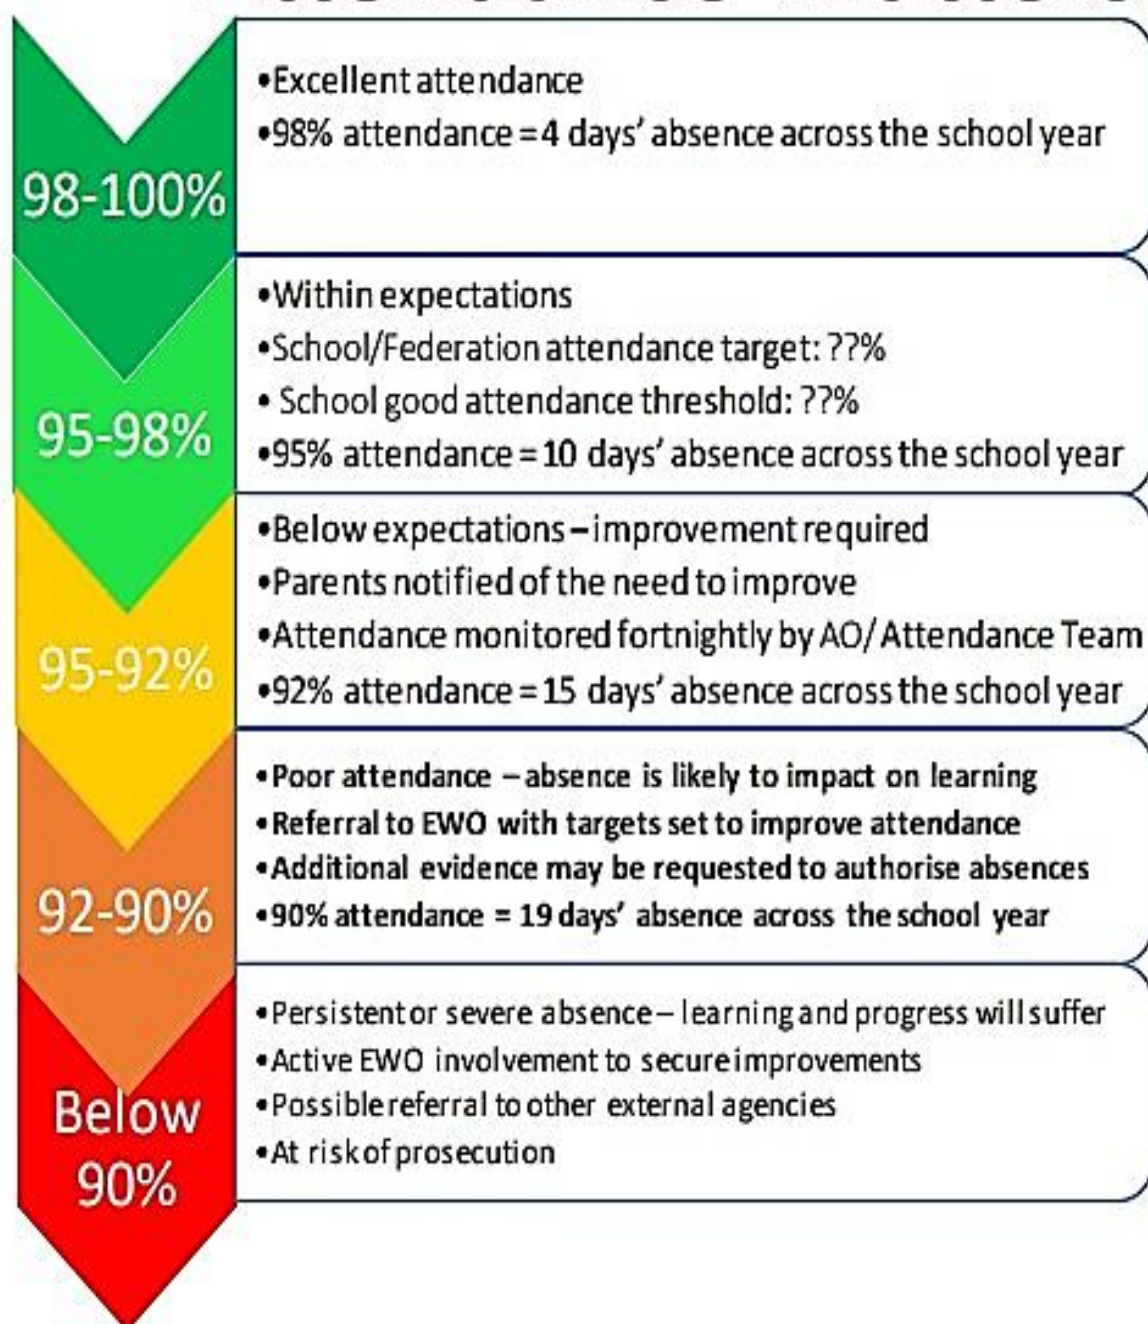 98-100%
•Excellent attendance
•98% attendance = 4 days' absence across the school year
95-98%
•Within expectations
•School/Federation attendance target: ??%
• School good attendance threshold: ??%
•95% attendance = 10 days' absence across the school year
95-92%
•Below expectations – improvement required
•Parents notified of the need to improve
•Attendance monitored fortnightly by AO/ Attendance Team
•92% attendance = 15 days' absence across the school year
92-90%
•Poor attendance – absence is likely to impact on learning
•Referral to EWO with targets set to improve attendance
•Additional evidence may be requested to authorise absences
•90% attendance = 19 days' absence across the school year
Below
90%
•Persistent or severe absence – learning and progress will suffer
•Active EWO involvement to secure improvements
•Possible referral to other external agencies
•At risk of prosecution